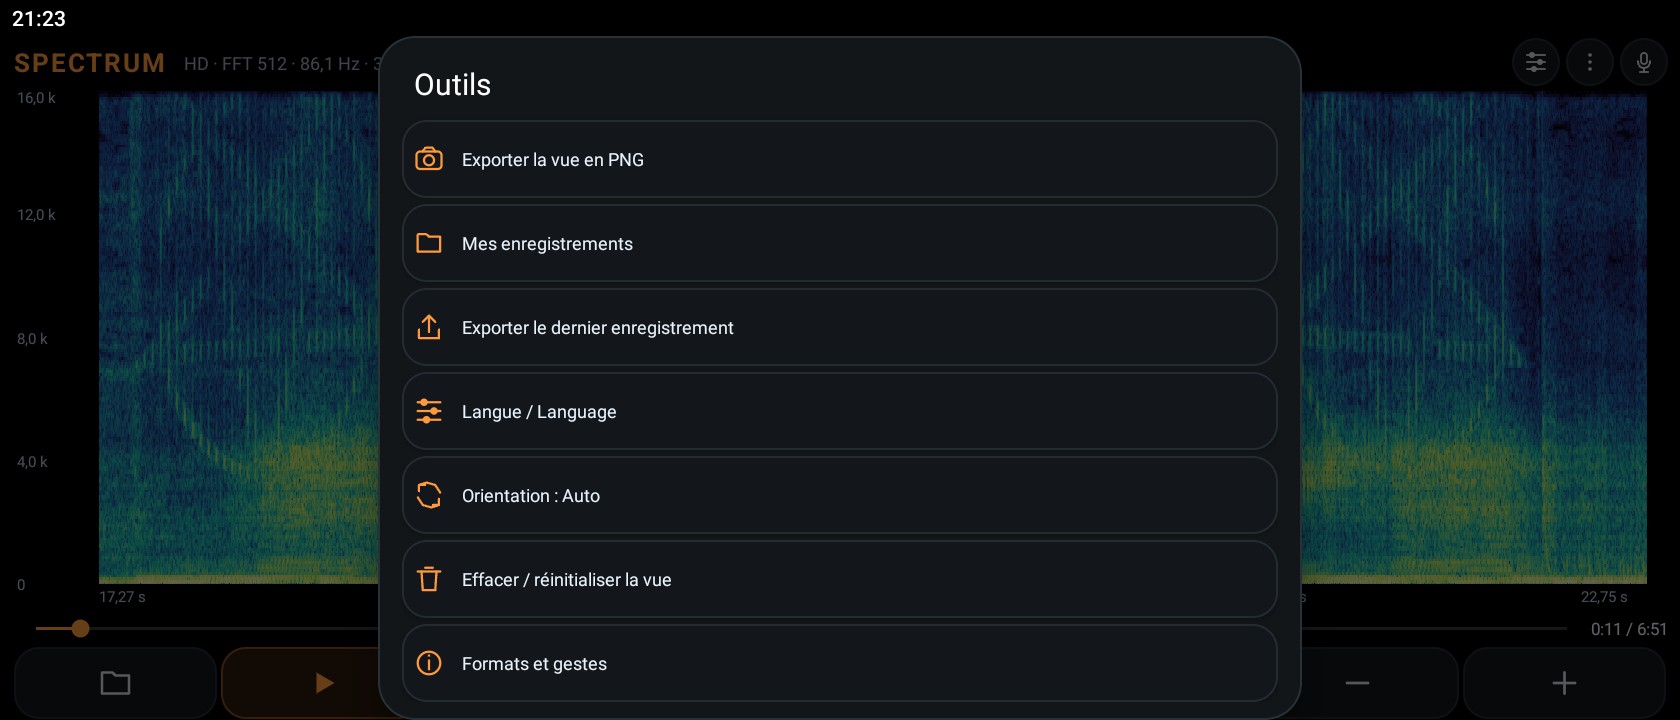 21:23
SPECTRUM HD · FFT 512 · 86,1 Hz ·
Outils
16,0 k
Exporter la vue en PNG
12,0 k
Mes enregistrements
Exporter le dernier enregistrement
8,0 k
Langue / Language
4,0 k
Orientation : Auto
Effacer / réinitialiser la vue
0
17,27 s
s
22,75 s
0:11 / 6:51
Formats et gestes